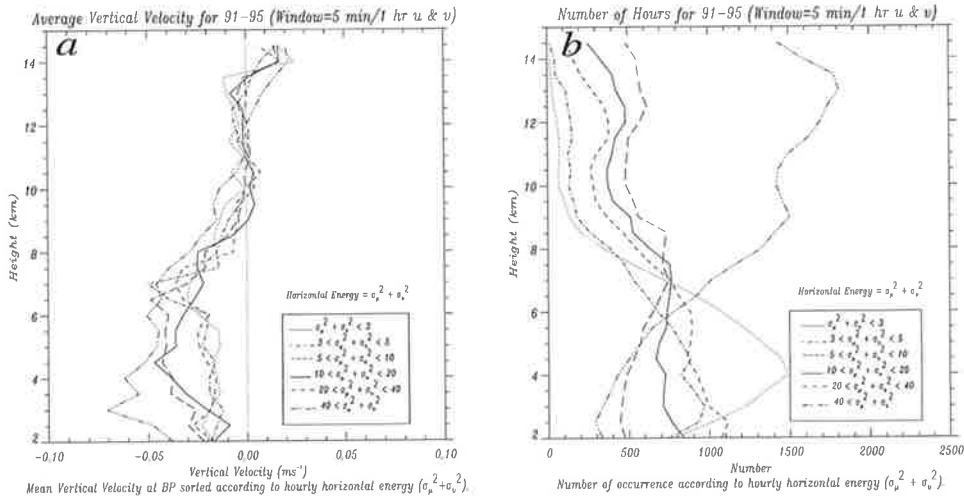 Average Vertical Velocity for 91-95 (Window=5 min/1 hr u & v)
a
14
12
10
8
6
4
2
Height (km)
Horizontal Energy = σᵤ² + σᵥ²
σᵤ² + σᵥ² < 3
3 < σᵤ² + σᵥ² < 5
5 < σᵤ² + σᵥ² < 10
10 < σᵤ² + σᵥ² < 20
20 < σᵤ² + σᵥ² < 40
40 < σᵤ² + σᵥ²
-0.10 -0.05 0.00 0.05 0.10
Vertical Velocity (ms⁻¹)
Mean Vertical Velocity at BP sorted according to hourly horizontal energy (σᵤ²+σᵥ²).
Number of Hours for 91-95 (Window=5 min/1 hr u & v)
b
14
12
10
8
6
4
2
Height (km)
Horizontal Energy = σᵤ² + σᵥ²
σᵤ² + σᵥ² < 3
3 < σᵤ² + σᵥ² < 5
5 < σᵤ² + σᵥ² < 10
10 < σᵤ² + σᵥ² < 20
20 < σᵤ² + σᵥ² < 40
40 < σᵤ² + σᵥ²
0 500 1000 1500 2000 2500
Number
Number of occurrence according to hourly horizontal energy (σᵤ² + σᵥ²).